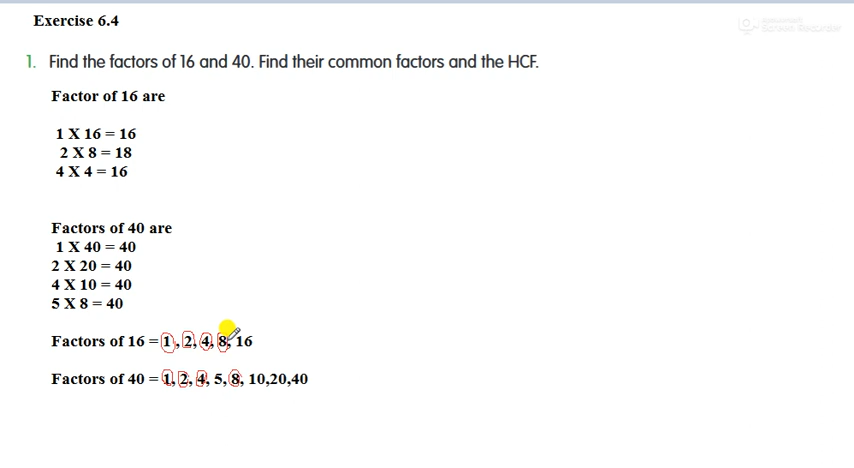 Exercise 6.4
Screen Recorder
1. Find the factors of 16 and 40. Find their common factors and the HCF.
Factor of 16 are
1 X 16 = 16
2 X 8 = 18
4 X 4 = 16
Factors of 40 are
1 X 40 = 40
2 X 20 = 40
4 X 10 = 40
5 X 8 = 40
Factors of 16 = 1, 2, 4, 8, 16
Factors of 40 = 1, 2, 4, 5, 8, 10,20,40